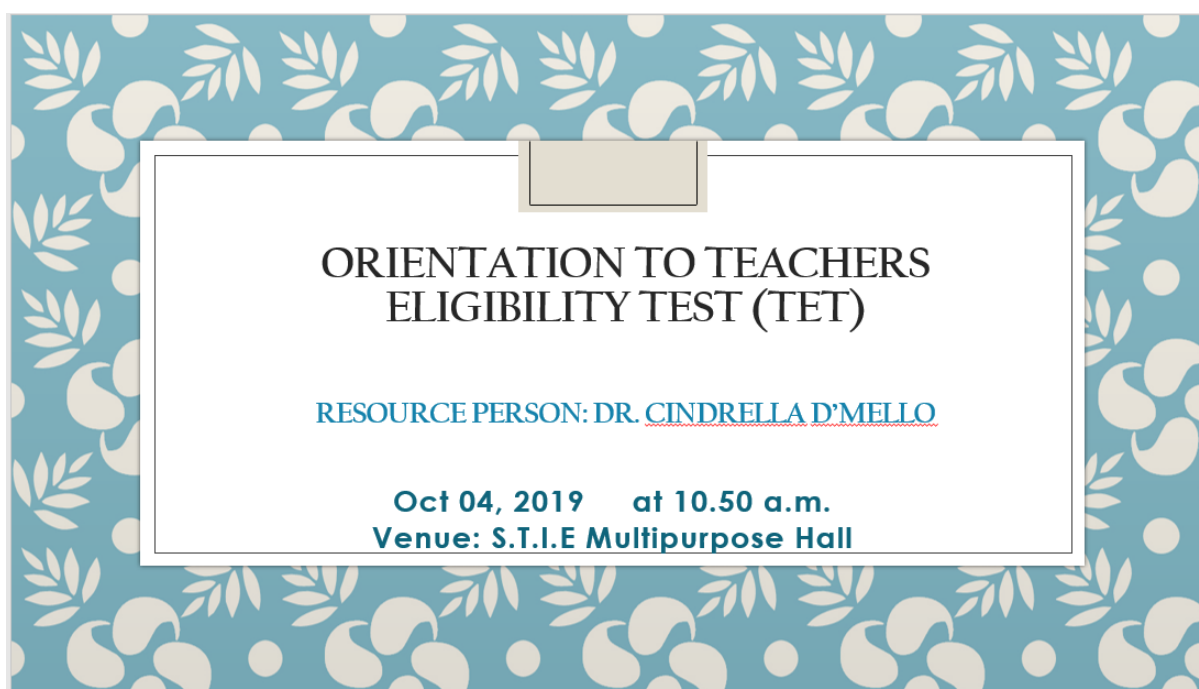 ORIENTATION TO TEACHERS
ELIGIBILITY TEST (TET)
RESOURCE PERSON: DR. CINDRELLA D’MELLO
Oct 04, 2019 at 10.50 a.m.
Venue: S.T.I.E Multipurpose Hall